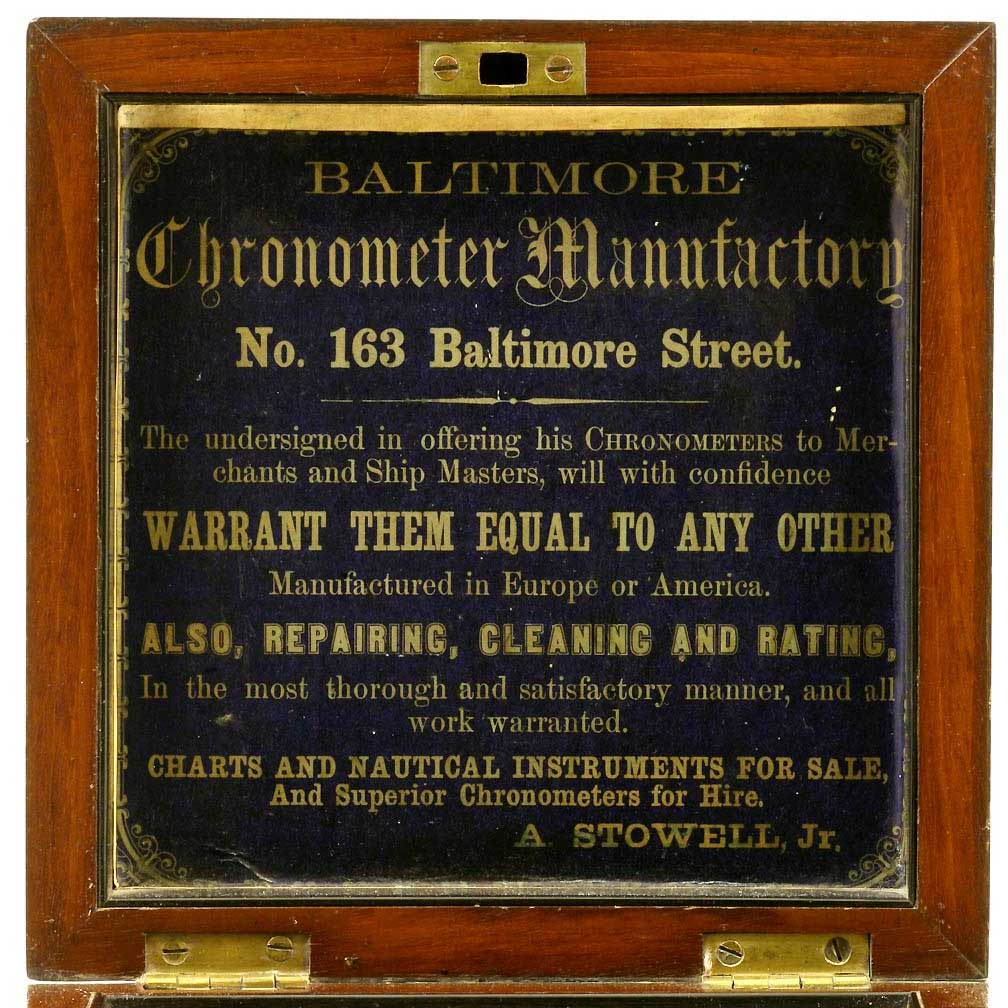 BALTIMORE
Chronometer Manufactory
No. 163 Baltimore Street.
The undersigned in offering his CHRONOMETERS to Mer-
chants and Ship Masters, will with confidence
WARRANT THEM EQUAL TO ANY OTHER
Manufactured in Europe or America.
ALSO, REPAIRING, CLEANING AND RATING,
In the most thorough and satisfactory manner, and all
work warranted.
CHARTS AND NAUTICAL INSTRUMENTS FOR SALE,
And Superior Chronometers for Hire.
A. STOWELL, Jr.